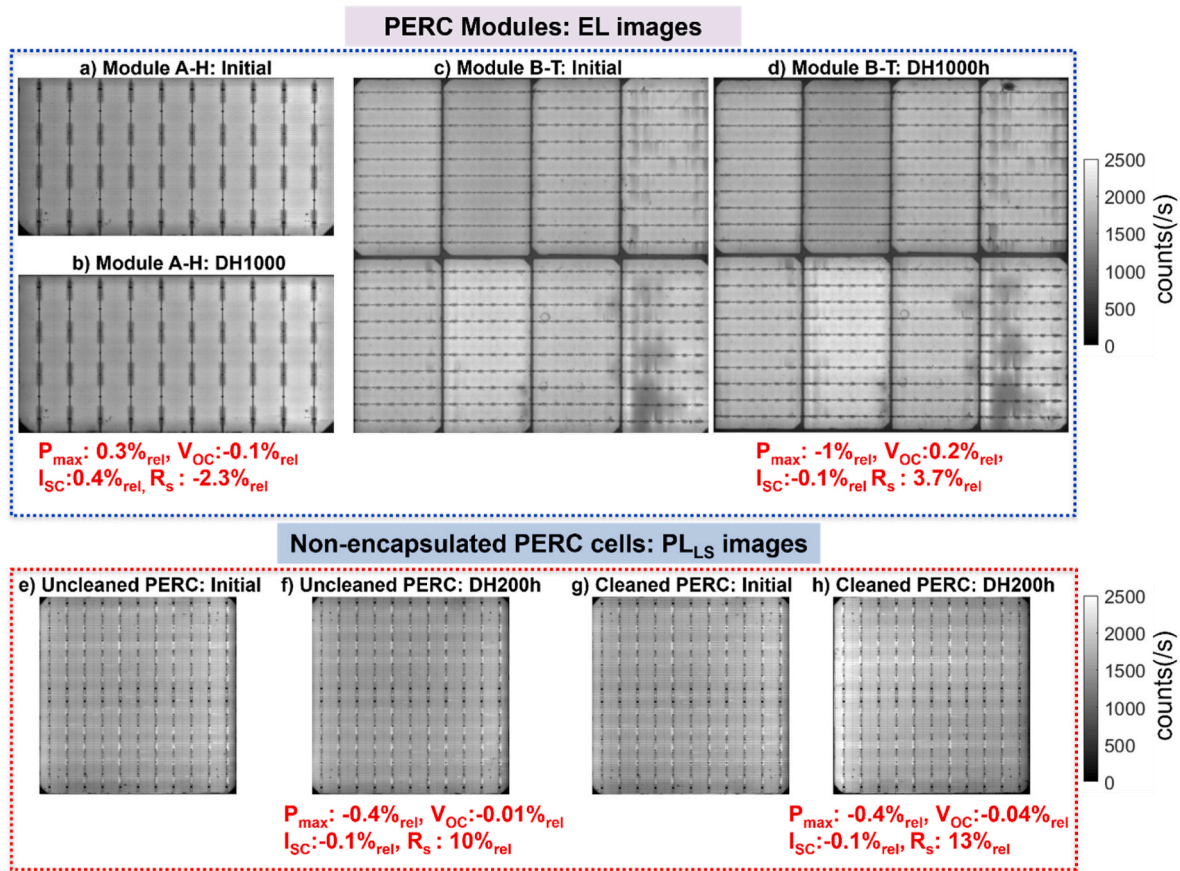 PERC Modules: EL images
a) Module A-H: Initial
c) Module B-T: Initial
d) Module B-T: DH1000h
b) Module A-H: DH1000
2500
2000
1500
1000
500
0
counts(/s)
Pmax: 0.3%rel, VOC:-0.1%rel
ISC:0.4%rel, Rs : -2.3%rel
Pmax: -1%rel, VOC:0.2%rel,
ISC:-0.1%rel Rs : 3.7%rel
Non-encapsulated PERC cells: PLLS images
e) Uncleaned PERC: Initial
f) Uncleaned PERC: DH200h
g) Cleaned PERC: Initial
h) Cleaned PERC: DH200h
2500
2000
1500
1000
500
0
counts(/s)
Pmax: -0.4%rel, VOC:-0.01%rel
ISC:-0.1%rel, Rs : 10%rel
Pmax: -0.4%rel, VOC:-0.04%rel
ISC:-0.1%rel, Rs: 13%rel